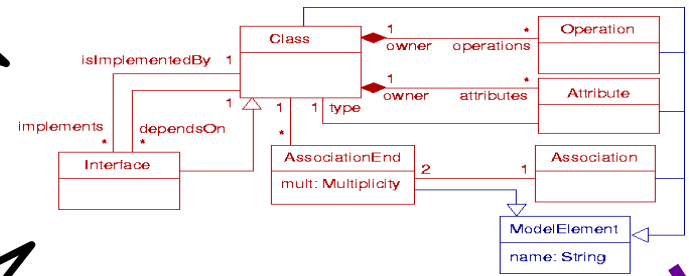 Class
1
*
Operation
owner
operations
isImplementedBy
1
1
*
Attribute
owner
attributes
1
1
1
type
implements
dependsOn
*
*
*
Interface
AssociationEnd
2
1
Association
mult: Multiplicity
ModelElement
name: String